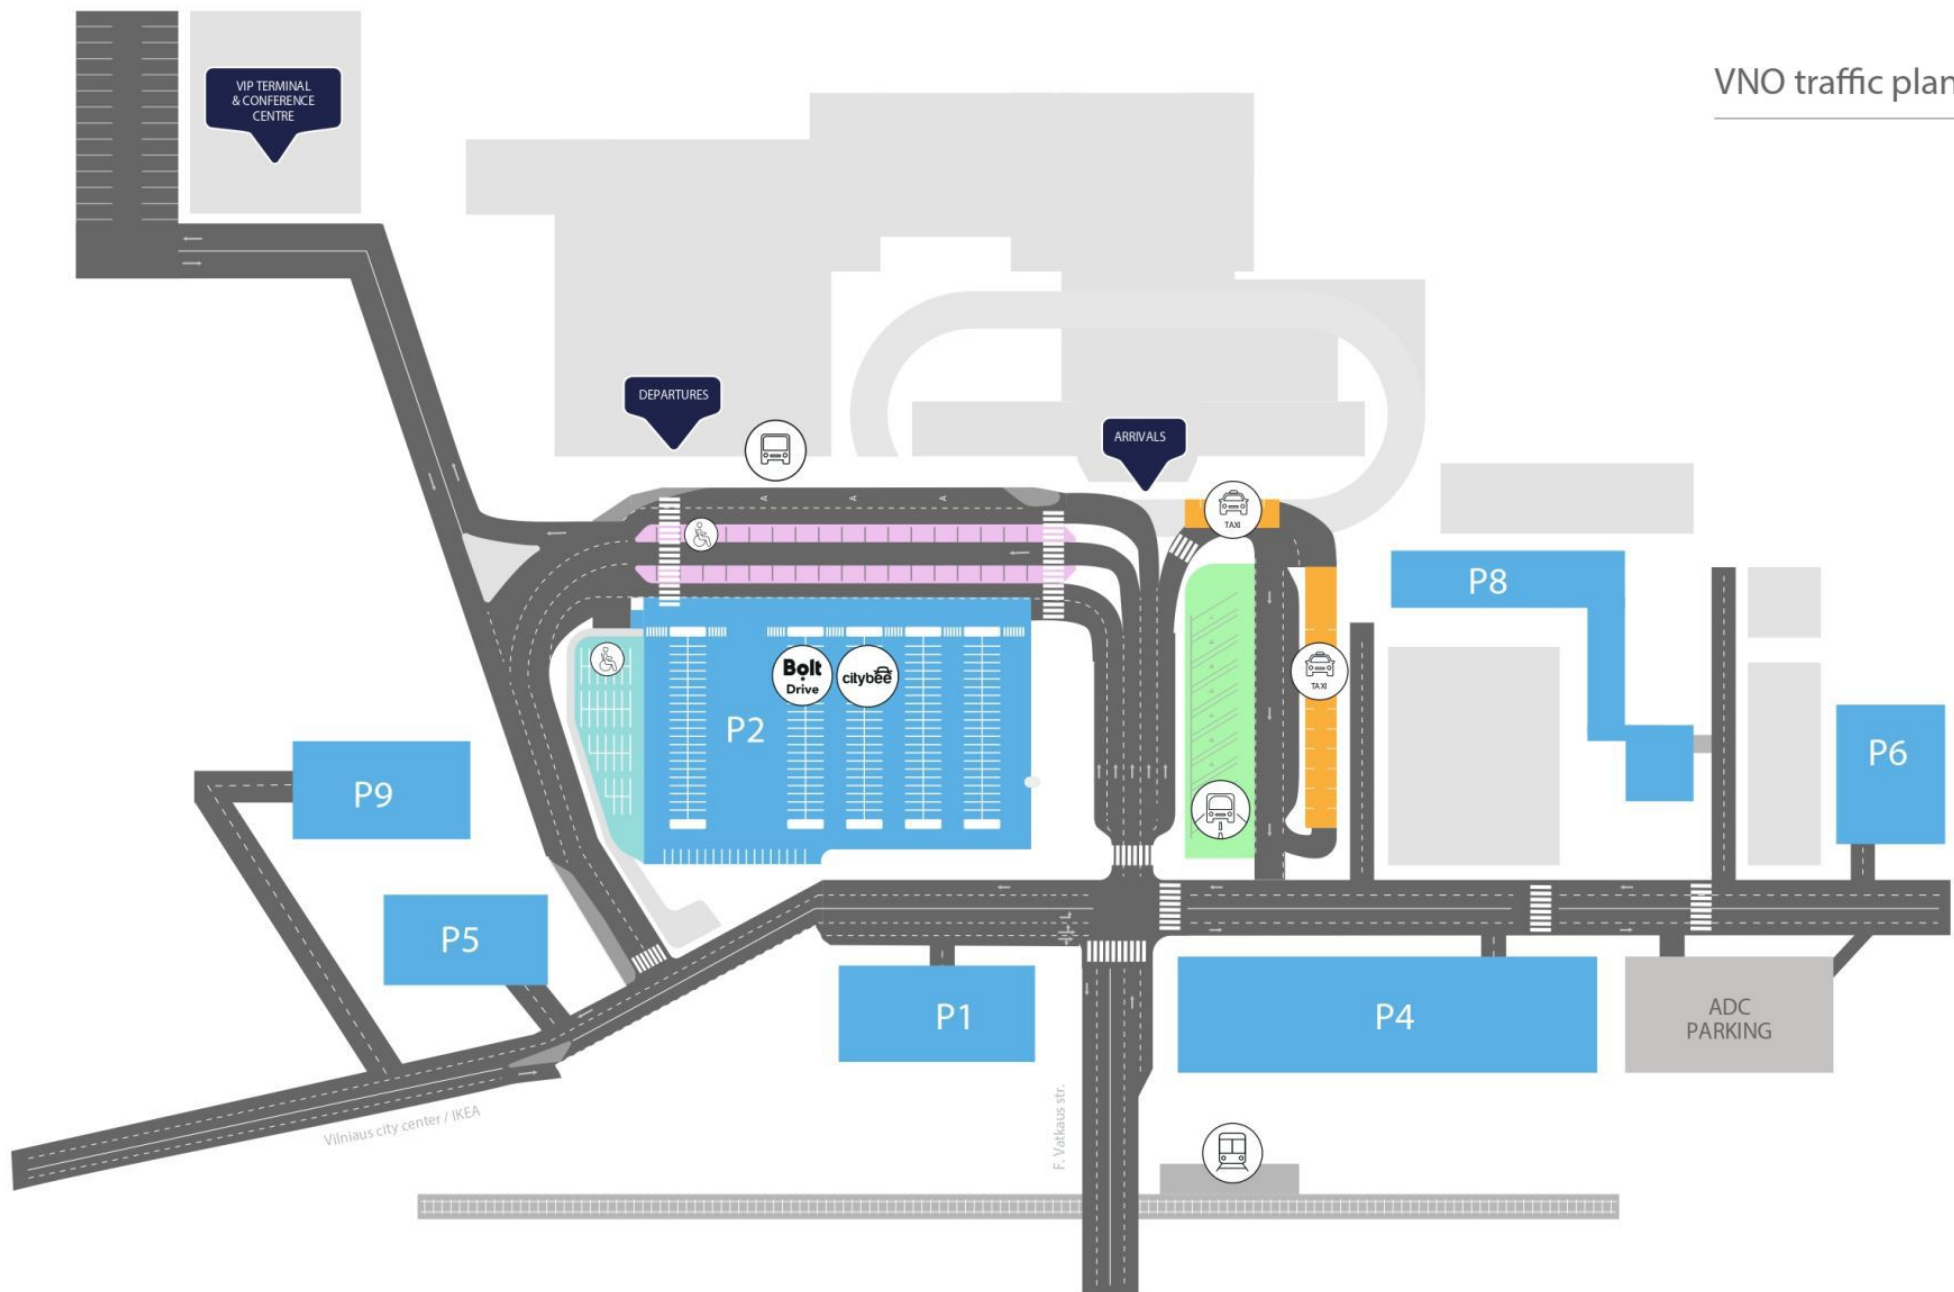 VNO traffic plan
VIP TERMINAL
& CONFERENCE
CENTRE
DEPARTURES
ARRIVALS
TAXI
A
A
A
P8
TAXI
Bolt
Drive
citybee
P2
P6
P9
P5
P1
P4
ADC
PARKING
Vilniaus city center / IKEA
F. Vatkaus str.